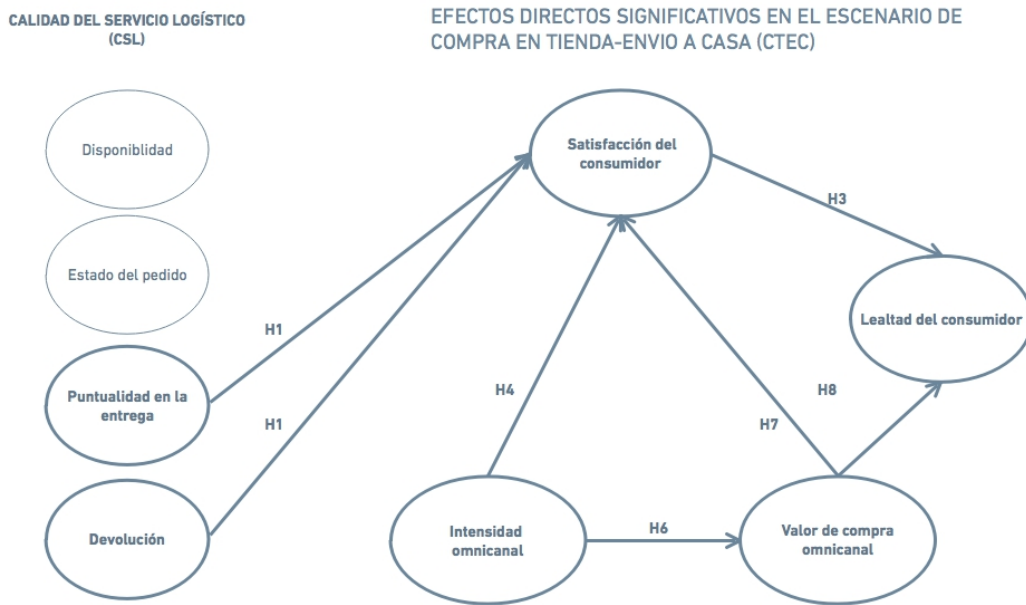 CALIDAD DEL SERVICIO LOGÍSTICO
(CSL)
EFECTOS DIRECTOS SIGNIFICATIVOS EN EL ESCENARIO DE
COMPRA EN TIENDA-ENVIO A CASA (CTEC)
Disponiblidad
Satisfacción del
consumidor
H3
Estado del pedido
Lealtad del consumidor
H1
Puntualidad en la
entrega
H4
H8
H1
H7
Devolución
Intensidad
omnicanal
H6
Valor de compra
omnicanal